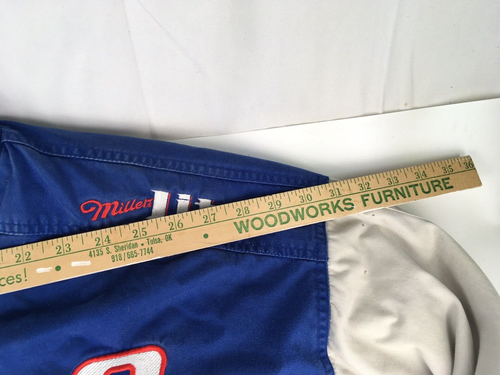 Miller
22 23 24 25 26 27 28 29 30 31 32 33 34 35 36
WOODWORKS FURNITURE
4135 S. Sheridan • Tulsa, OK
918/665-7744
ces!